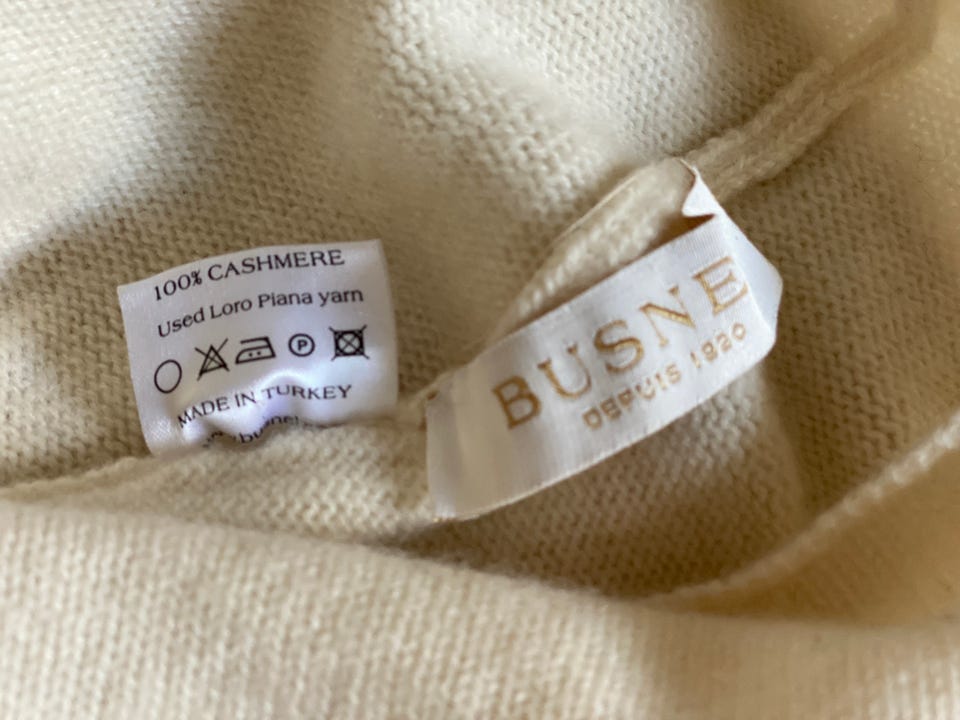 100% CASHMERE
Used Loro Piana yarn
P
MADE IN TURKEY
BUSNE
DEPUIS 1920